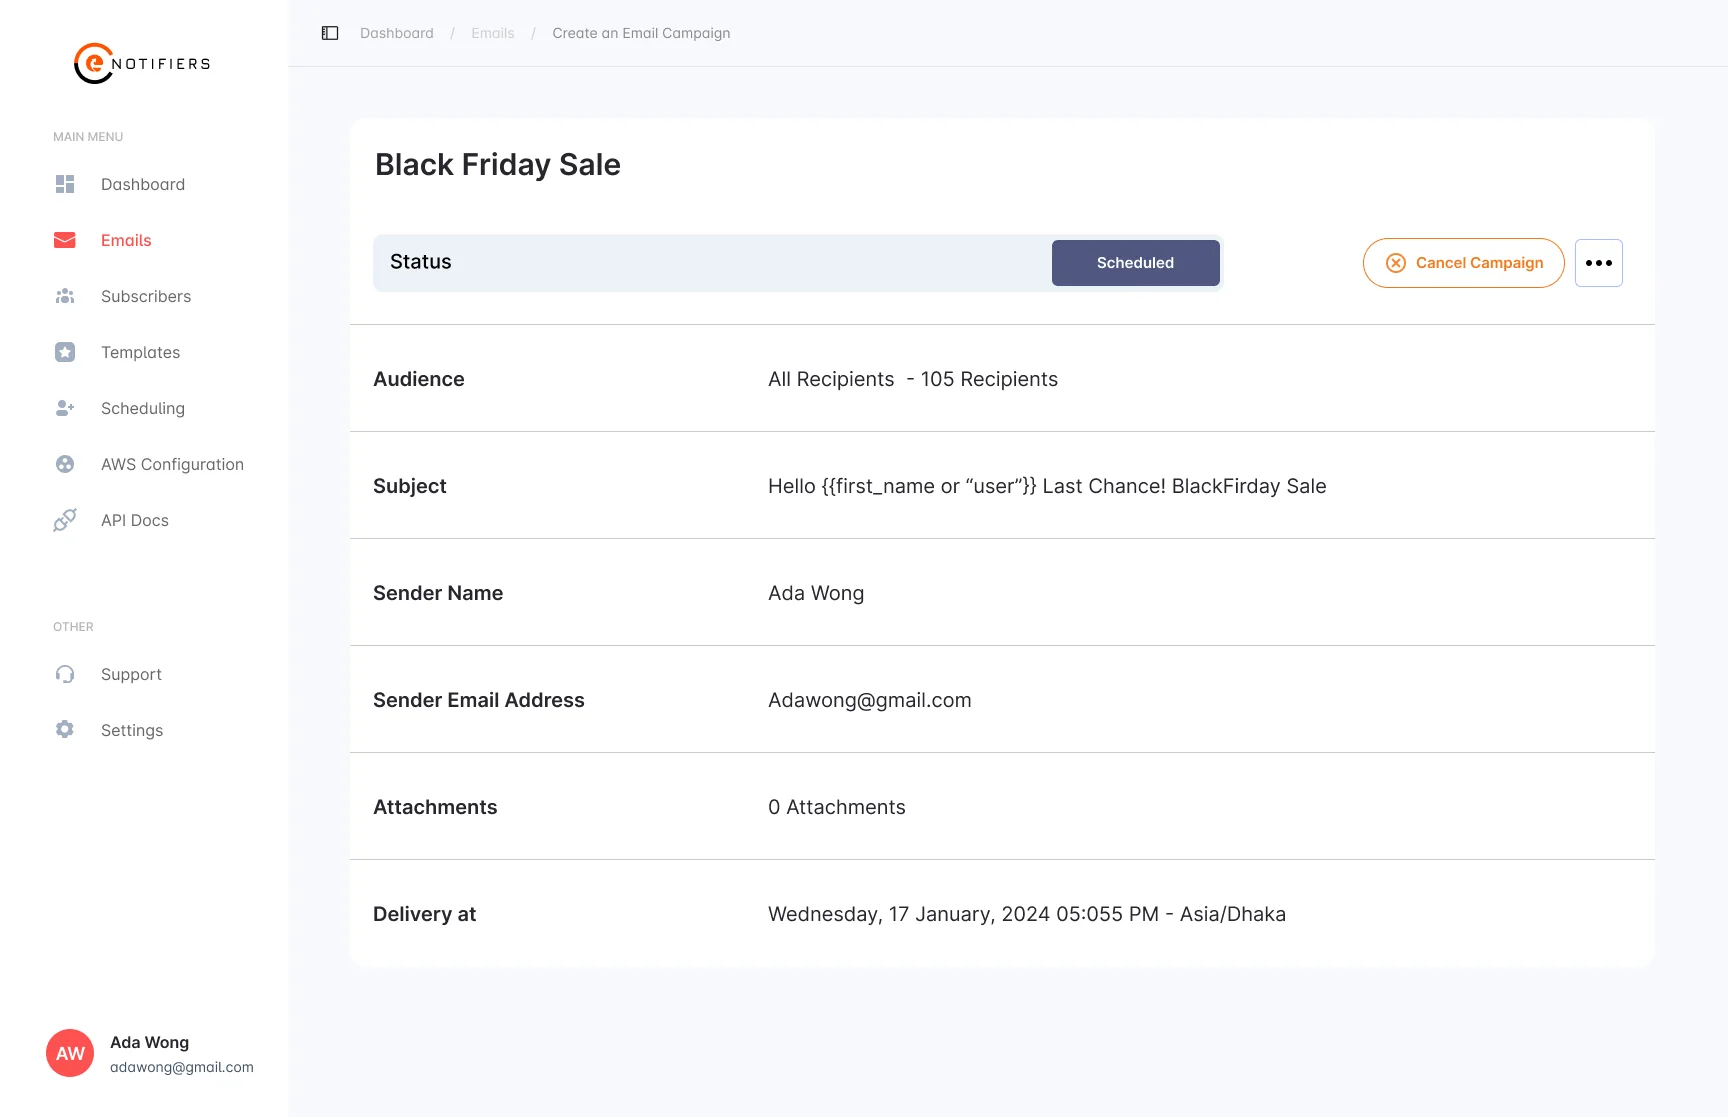 NOTIFIERS
Dashboard / Emails / Create an Email Campaign
MAIN MENU
Dashboard
Emails
Subscribers
Templates
Scheduling
AWS Configuration
API Docs
OTHER
Support
Settings
AW
Ada Wong
adawong@gmail.com
Black Friday Sale
Status Scheduled Cancel Campaign
Audience All Recipients - 105 Recipients
Subject Hello {{first_name or “user”}} Last Chance! BlackFirday Sale
Sender Name Ada Wong
Sender Email Address Adawong@gmail.com
Attachments 0 Attachments
Delivery at Wednesday, 17 January, 2024 05:055 PM - Asia/Dhaka